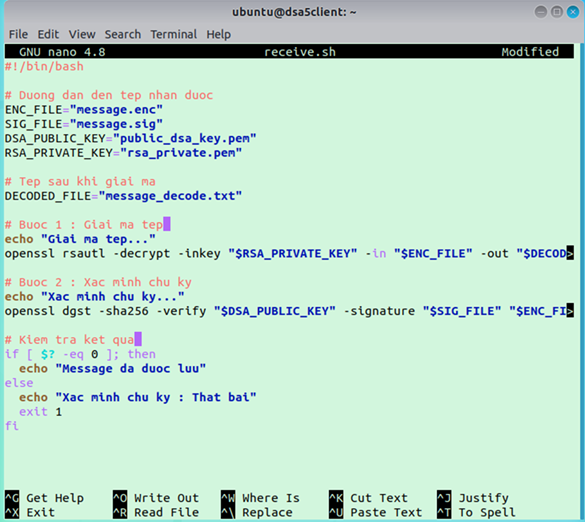 ubuntu@dsa5client: ~
File Edit View Search Terminal Help
GNU nano 4.8 receive.sh Modified
#!/bin/bash
# Duong dan den tep nhan duoc
ENC_FILE="message.enc"
SIG_FILE="message.sig"
DSA_PUBLIC_KEY="public_dsa_key.pem"
RSA_PRIVATE_KEY="rsa_private.pem"
# Tep sau khi giai ma
DECODED_FILE="message_decode.txt"
# Buoc 1 : Giai ma tep
echo "Giai ma tep..."
openssl rsautl -decrypt -inkey "$RSA_PRIVATE_KEY" -in "$ENC_FILE" -out "$DECOD>
# Buoc 2 : Xac minh chu ky
echo "Xac minh chu ky..."
openssl dgst -sha256 -verify "$DSA_PUBLIC_KEY" -signature "$SIG_FILE" "$ENC_FI>
# Kiem tra ket qua
if [ $? -eq 0 ]; then
  echo "Message da duoc luu"
else
  echo "Xac minh chu ky : That bai"
  exit 1
fi
^G Get Help ^O Write Out ^W Where Is ^K Cut Text ^J Justify
^X Exit ^R Read File ^\ Replace ^U Paste Text ^T To Spell